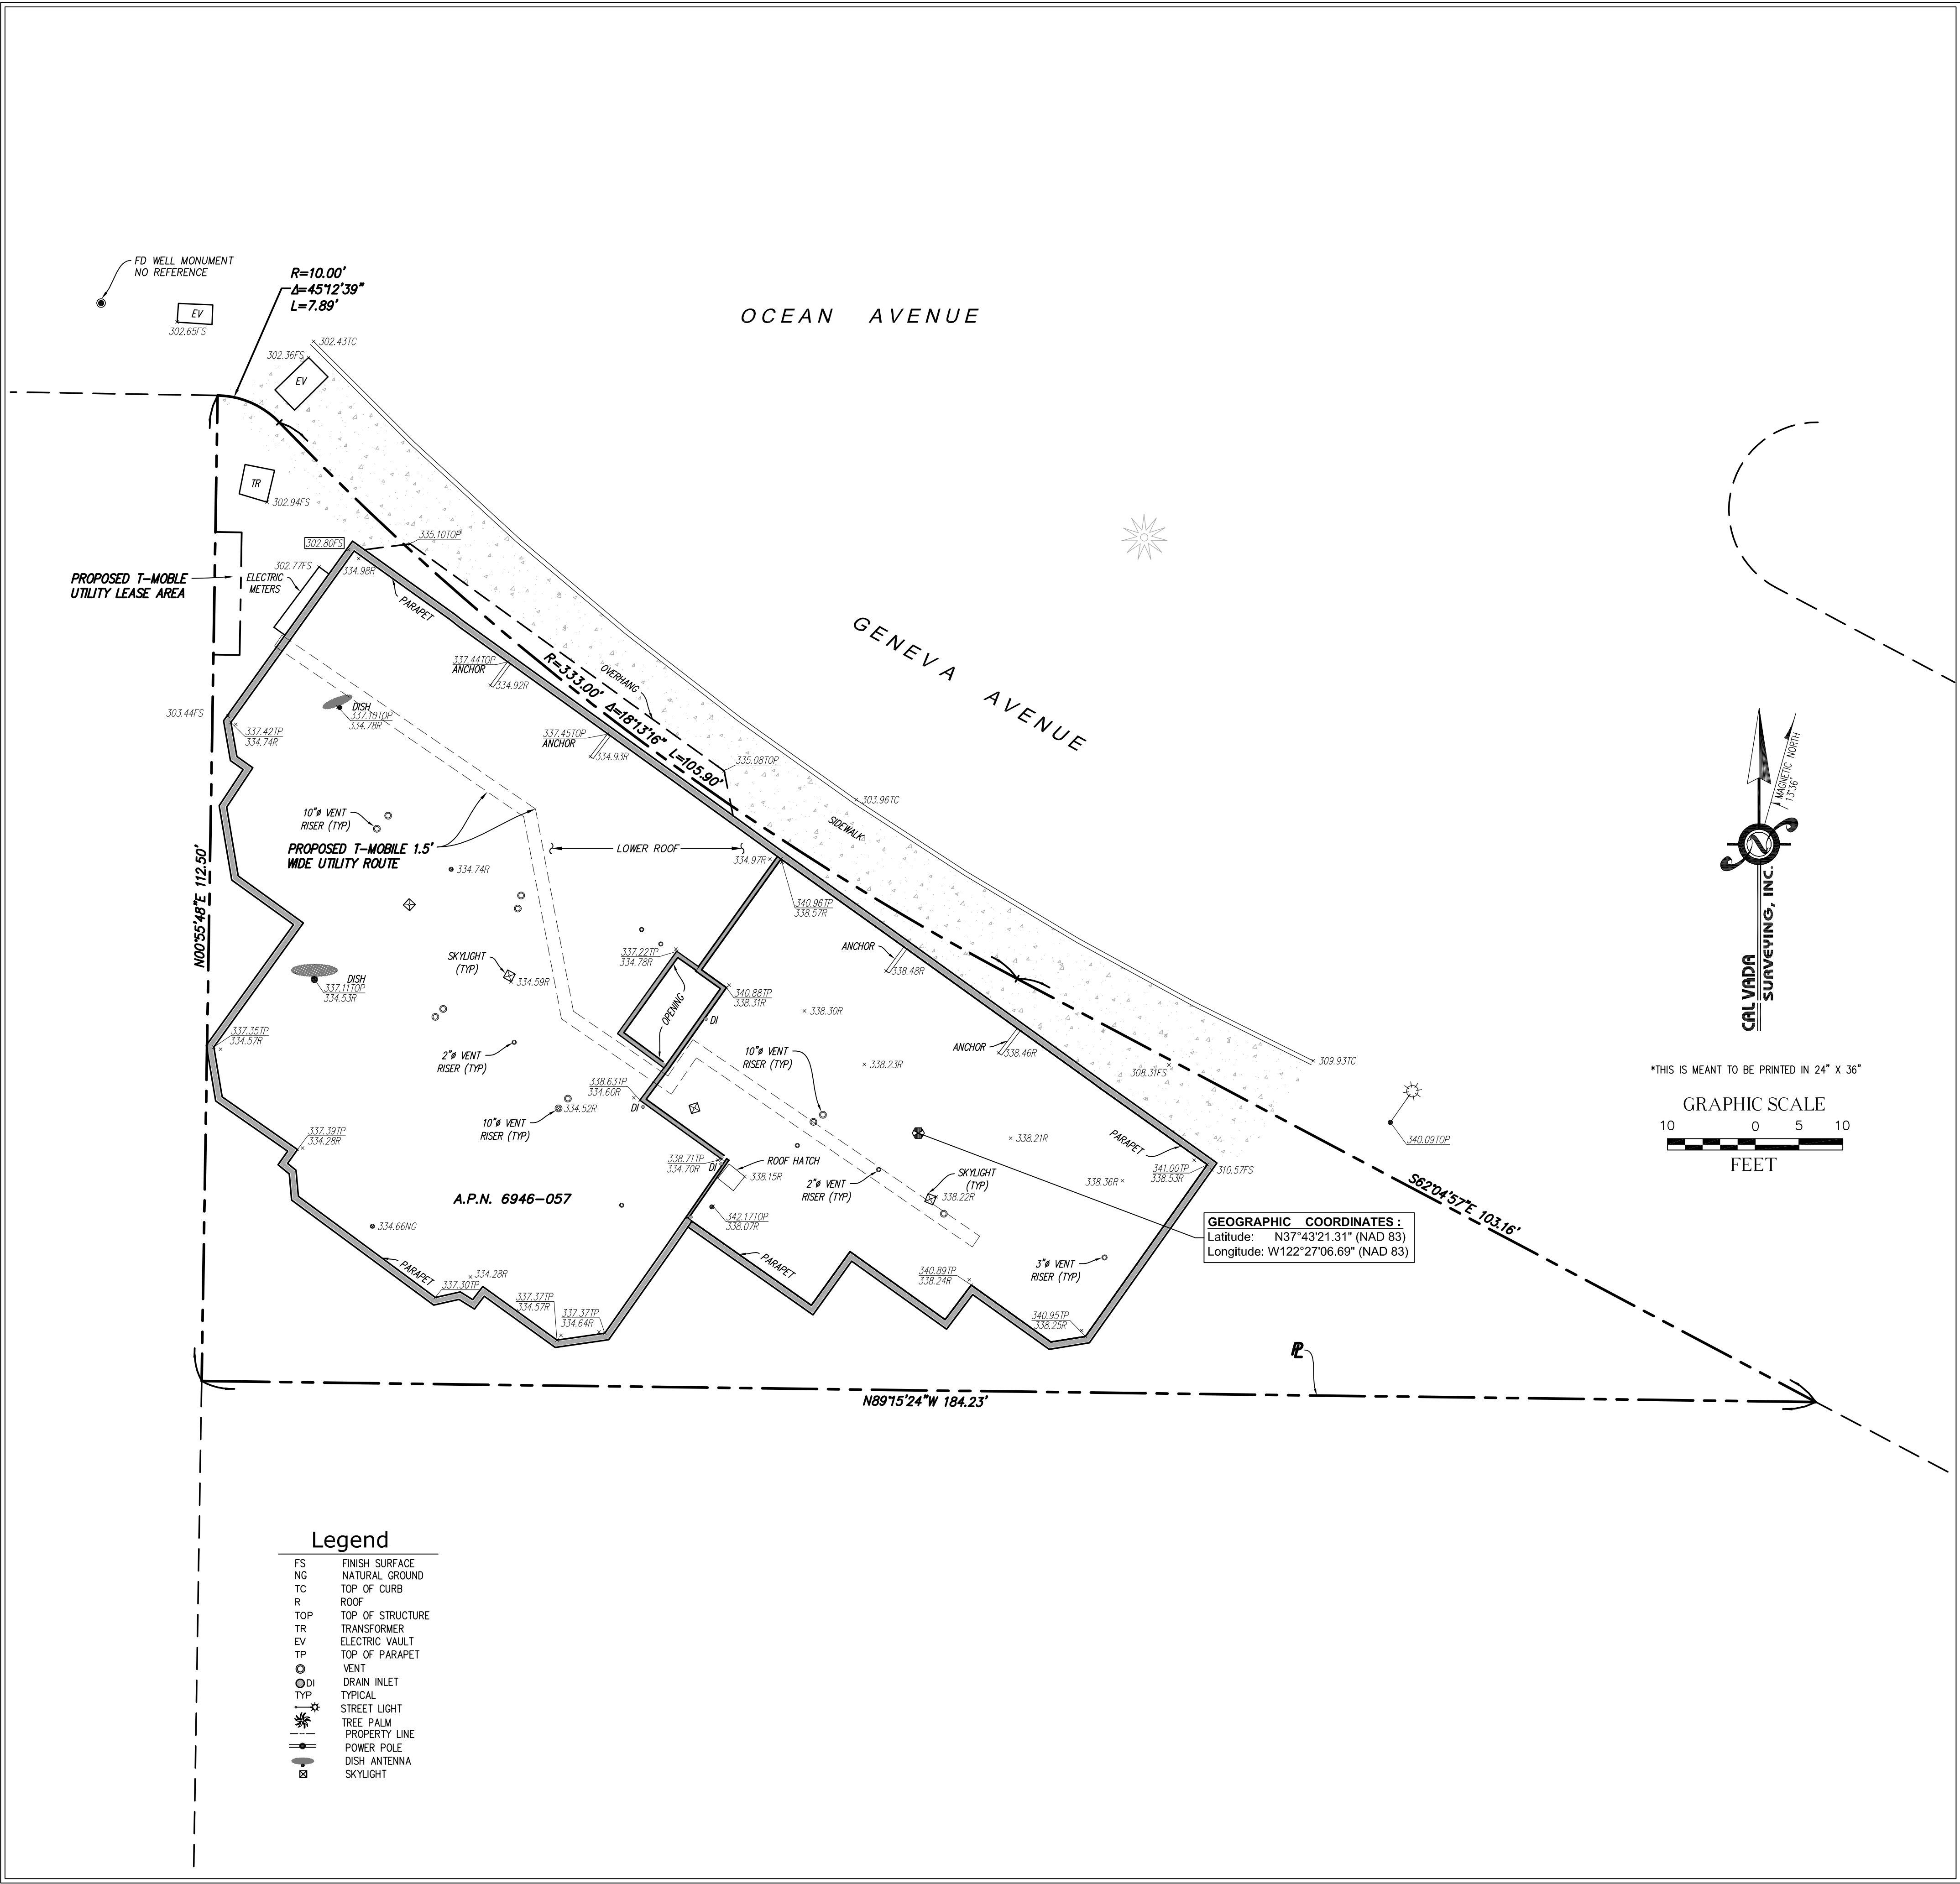 FD WELL MONUMENT
NO REFERENCE
EV
302.65FS
R=10.00'
Δ=45°12'39"
L=7.89'
OCEAN AVENUE
302.43TC
302.36FS
EV
TR
302.94FS
302.80FS
335.10TOP
302.77FS
334.98R
PROPOSED T-MOBLE
UTILITY LEASE AREA
ELECTRIC
METERS
PARAPET
GENEVA AVENUE
337.44TOP
ANCHOR
334.92R
R=333.00' Δ=18°13'16" L=105.90'
OVERHANG
303.44FS
DISH
337.10TOP
334.78R
337.42TP
334.74R
337.45TOP
ANCHOR
334.93R
335.08TOP
303.96TC
SIDEWALK
MAGNETIC NORTH
13°36'
10"ø VENT
RISER (TYP)
PROPOSED T-MOBILE 1.5'
WIDE UTILITY ROUTE
LOWER ROOF
334.97R
334.74R
340.96TP
338.57R
N00°55'48"E 112.50'
CALVADA
SURVEYING, INC.
SKYLIGHT
(TYP)
334.59R
337.22TP
334.78R
ANCHOR
338.48R
DISH
337.11TOP
334.53R
OPENING
340.88TP
338.31R
DI
338.30R
337.35TP
334.57R
2"ø VENT
RISER (TYP)
10"ø VENT
RISER (TYP)
338.23R
ANCHOR
338.46R
308.31FS
309.93TC
*THIS IS MEANT TO BE PRINTED IN 24" X 36"
GRAPHIC SCALE
10 0 5 10
FEET
338.63TP
334.60R
DI
334.52R
10"ø VENT
RISER (TYP)
337.39TP
334.28R
338.21R
PARAPET
340.09TOP
338.71TP
334.70R
DI
ROOF HATCH
338.15R
2"ø VENT
RISER (TYP)
SKYLIGHT
(TYP)
338.22R
338.36R
341.00TP
338.53R
310.57FS
S62°04'57"E 103.16'
A.P.N. 6946-057
334.66NG
342.17TOP
338.07R
GEOGRAPHIC COORDINATES :
Latitude: N37°43'21.31" (NAD 83)
Longitude: W122°27'06.69" (NAD 83)
PARAPET
334.28R
337.30TP
PARAPET
340.89TP
338.24R
3"ø VENT
RISER (TYP)
337.37TP
334.57R
337.37TP
334.64R
340.95TP
338.25R
PL
N89°15'24"W 184.23'
Legend
FS FINISH SURFACE
NG NATURAL GROUND
TC TOP OF CURB
R ROOF
TOP TOP OF STRUCTURE
TR TRANSFORMER
EV ELECTRIC VAULT
TP TOP OF PARAPET
VENT
DI DRAIN INLET
TYP TYPICAL
STREET LIGHT
TREE PALM
PROPERTY LINE
POWER POLE
DISH ANTENNA
SKYLIGHT